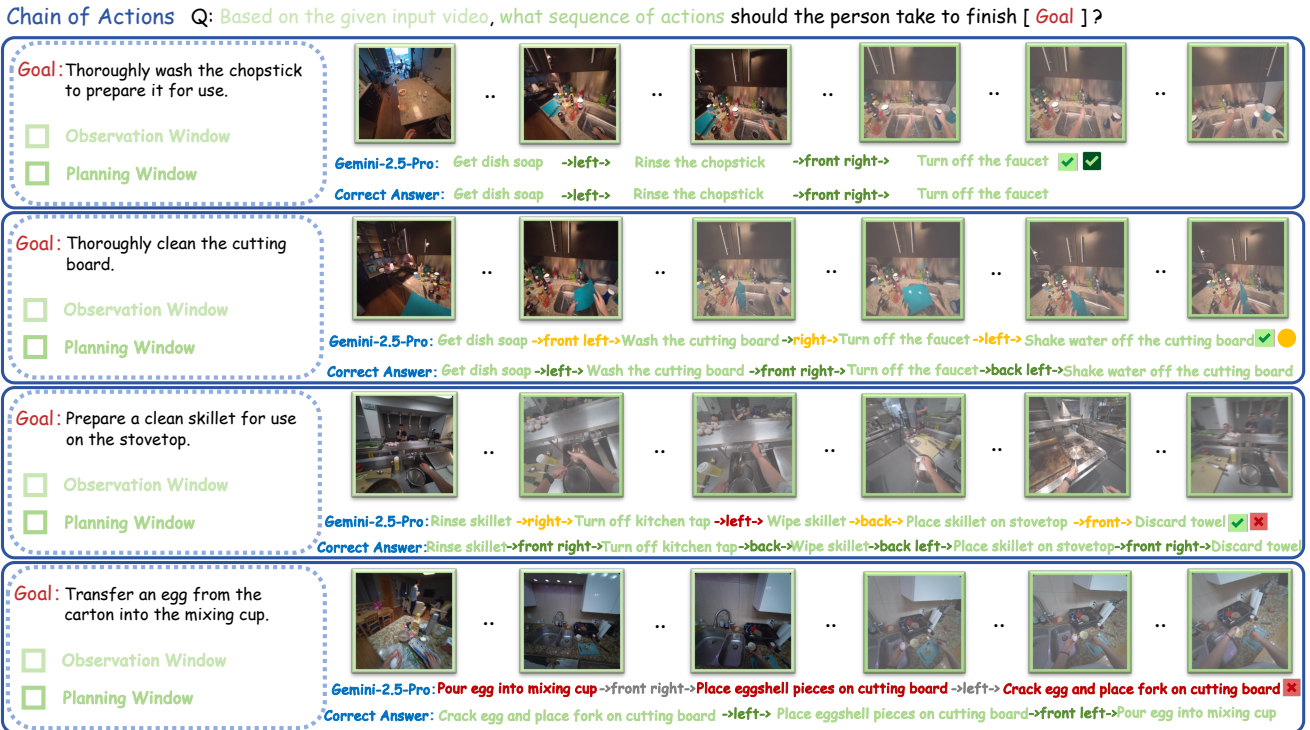 Chain of Actions Q: Based on the given input video, what sequence of actions should the person take to finish [ Goal ] ?
Goal: Thoroughly wash the chopstick
to prepare it for use.
Observation Window
Planning Window
..
..
..
..
..
Gemini-2.5-Pro: Get dish soap ->left-> Rinse the chopstick ->front right-> Turn off the faucet
Correct Answer: Get dish soap ->left-> Rinse the chopstick ->front right-> Turn off the faucet
Goal: Thoroughly clean the cutting
board.
Observation Window
Planning Window
..
..
..
..
..
Gemini-2.5-Pro: Get dish soap ->front left->Wash the cutting board->right->Turn off the faucet ->left-> Shake water off the cutting board
Correct Answer: Get dish soap ->left-> Wash the cutting board ->front right-> Turn off the faucet->back left->Shake water off the cutting board
Goal: Prepare a clean skillet for use
on the stovetop.
Observation Window
Planning Window
..
..
..
..
..
Gemini-2.5-Pro:Rinse skillet ->right->Turn off kitchen tap ->left-> Wipe skillet ->back-> Place skillet on stovetop ->front-> Discard towel
Correct Answer:Rinse skillet->front right->Turn off kitchen tap->back->Wipe skillet->back left->Place skillet on stovetop->front right->Discard towel
Goal: Transfer an egg from the
carton into the mixing cup.
Observation Window
Planning Window
..
..
..
..
..
Gemini-2.5-Pro:Pour egg into mixing cup->front right->Place eggshell pieces on cutting board ->left-> Crack egg and place fork on cutting board
Correct Answer: Crack egg and place fork on cutting board ->left-> Place eggshell pieces on cutting board->front left->Pour egg into mixing cup